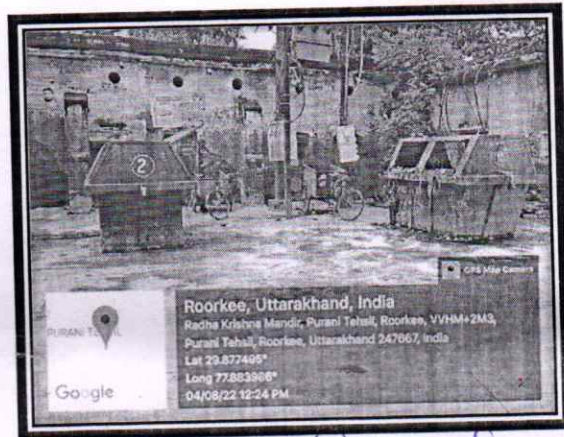 2
GPS Map Camera
Roorkee, Uttarakhand, India
Radha Krishna Mandir, Purani Tehsil, Roorkee, VVHM+2M3,
Purani Tehsil, Roorkee, Uttarakhand 247667, India
Lat 29.877495°
Long 77.883966°
04/08/22 12:24 PM
PURANI TEHSIL
Google